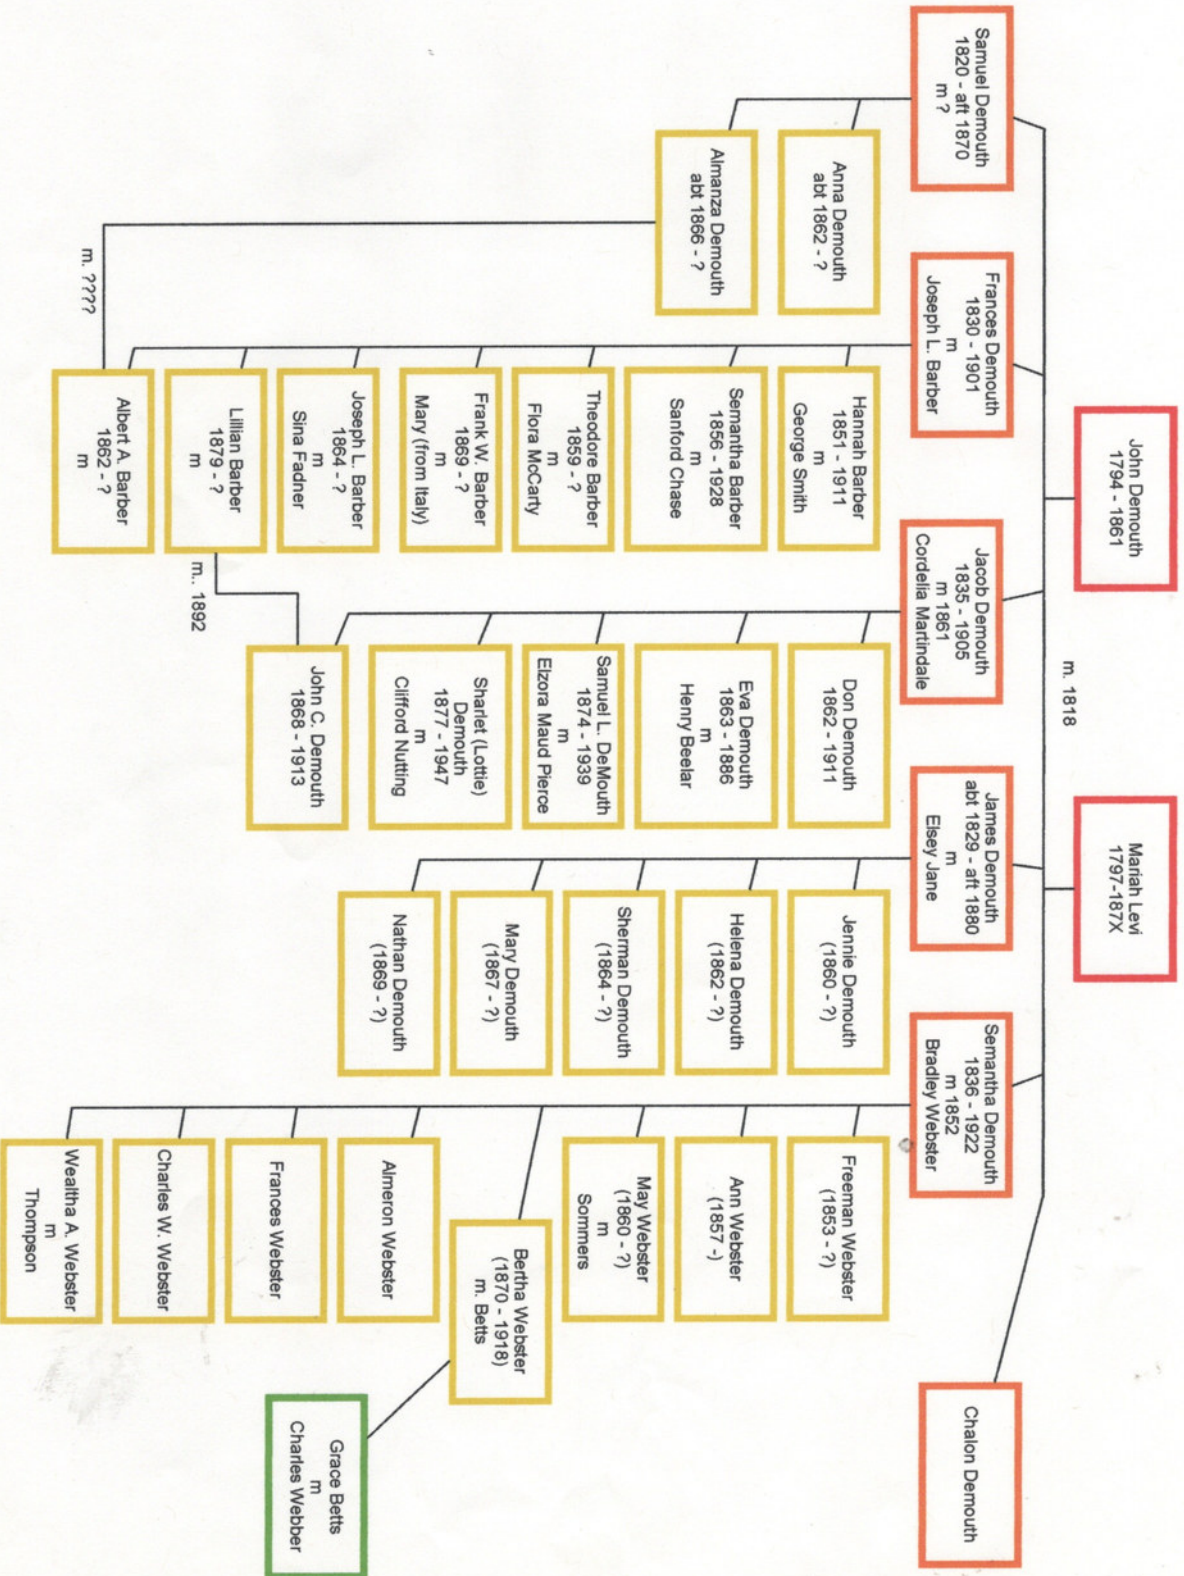 John Demouth
1794 - 1861
m. 1818
Mariah Levi
1797-187X
Samuel Demouth
1820 - aft 1870
m ?
Frances Demouth
1830 - 1901
m
Joseph L. Barber
Jacob Demouth
1835 - 1905
m 1861
Cordelia Martindale
James Demouth
abt 1829 - aft 1880
m
Elsey Jane
Semantha Demouth
1836 - 1922
m 1852
Bradley Webster
Chalon Demouth
Anna Demouth
abt 1862 - ?
Almanza Demouth
abt 1866 - ?
m. ????
Hannah Barber
1851 - 1911
m
George Smith
Semantha Barber
1856 - 1928
m
Sanford Chase
Theodore Barber
1859 - ?
m
Flora McCarty
Frank W. Barber
1869 - ?
m
Mary (from Italy)
Joseph L. Barber
1864 - ?
m
Sina Fadner
Lillian Barber
1879 - ?
m
m.. 1892
Albert A. Barber
1862 - ?
m
Don Demouth
1862 - 1911
Eva Demouth
1863 - 1886
m
Henry Beelar
Samuel L. DeMouth
1874 - 1939
m
Elzora Maud Pierce
Sharlet (Lottie)
Demouth
1877 - 1947
m
Clifford Nutting
John C. Demouth
1868 - 1913
Jennie Demouth
(1860 - ?)
Helena Demouth
(1862 - ?)
Sherman Demouth
(1864 - ?)
Mary Demouth
(1867 - ?)
Nathan Demouth
(1869 - ?)
Freeman Webster
(1853 - ?)
Ann Webster
(1857 -)
May Webster
(1860 - ?)
m
Sommers
Bertha Webster
(1870 - 1918)
m. Betts
Almeron Webster
Frances Webster
Charles W. Webster
Wealtha A. Webster
m
Thompson
Grace Betts
m
Charles Webber